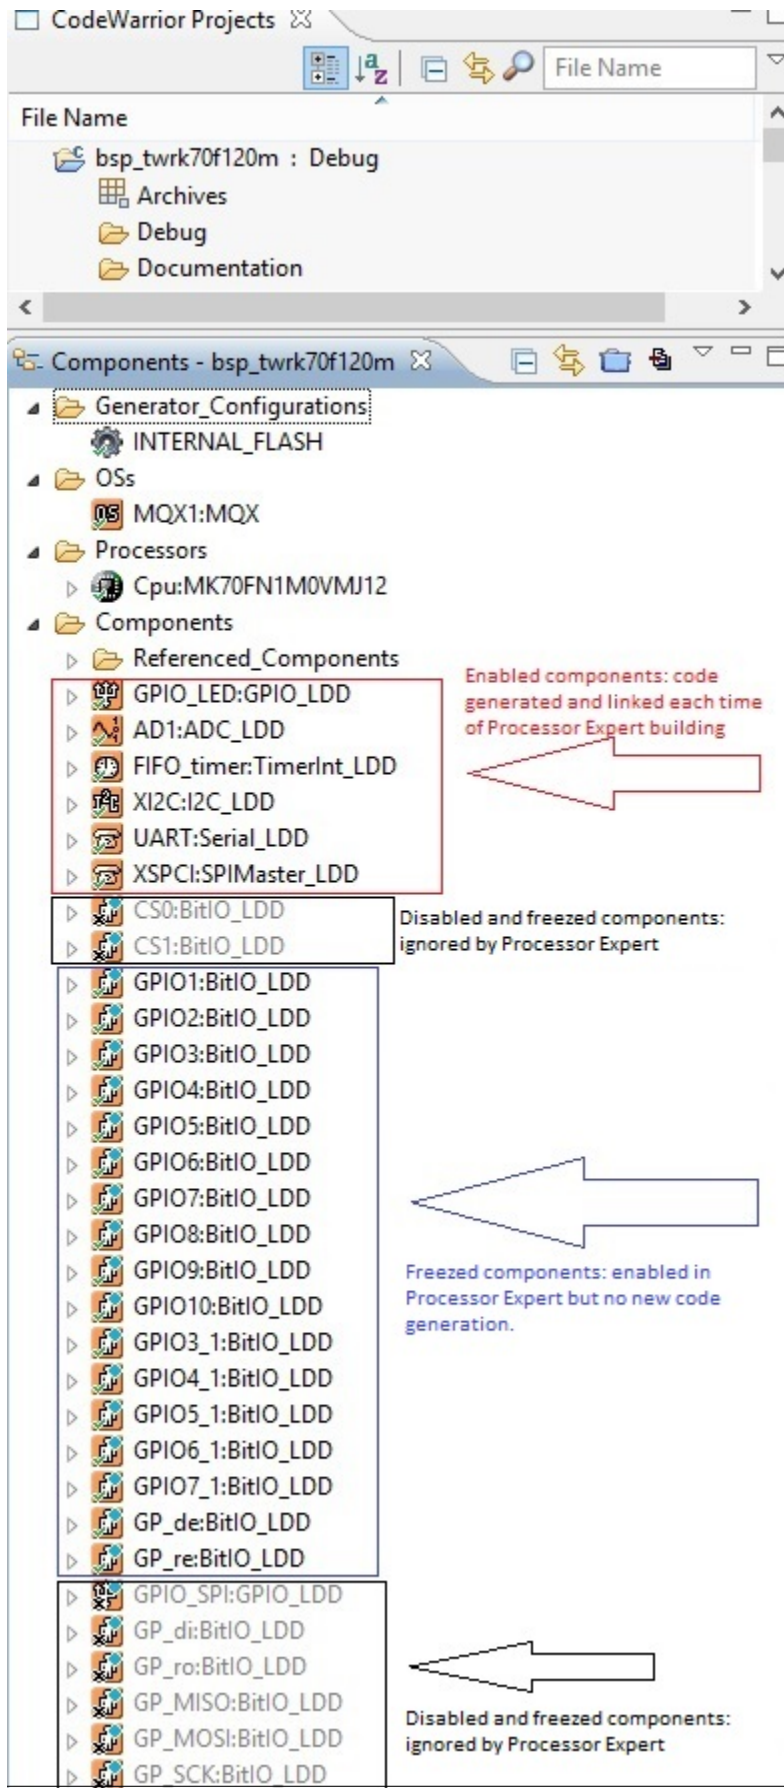 CodeWarrior Projects
File Name
File Name
bsp_twrk70f120m : Debug
Archives
Debug
Documentation
Components - bsp_twrk70f120m
Generator_Configurations
INTERNAL_FLASH
OSs
MQX1:MQX
Processors
Cpu:MK70FN1M0VMJ12
Components
Referenced_Components
GPIO_LED:GPIO_LDD
AD1:ADC_LDD
FIFO_timer:TimerInt_LDD
XI2C:I2C_LDD
UART:Serial_LDD
XSPCI:SPIMaster_LDD
Enabled components: code
generated and linked each time
of Processor Expert building
CS0:BitIO_LDD
CS1:BitIO_LDD
Disabled and freezed components:
ignored by Processor Expert
GPIO1:BitIO_LDD
GPIO2:BitIO_LDD
GPIO3:BitIO_LDD
GPIO4:BitIO_LDD
GPIO5:BitIO_LDD
GPIO6:BitIO_LDD
GPIO7:BitIO_LDD
GPIO8:BitIO_LDD
GPIO9:BitIO_LDD
GPIO10:BitIO_LDD
GPIO3_1:BitIO_LDD
GPIO4_1:BitIO_LDD
GPIO5_1:BitIO_LDD
GPIO6_1:BitIO_LDD
GPIO7_1:BitIO_LDD
GP_de:BitIO_LDD
GP_re:BitIO_LDD
Freezed components: enabled in
Processor Expert but no new code
generation.
GPIO_SPI:GPIO_LDD
GP_di:BitIO_LDD
GP_ro:BitIO_LDD
GP_MISO:BitIO_LDD
GP_MOSI:BitIO_LDD
GP_SCK:BitIO_LDD
Disabled and freezed components:
ignored by Processor Expert